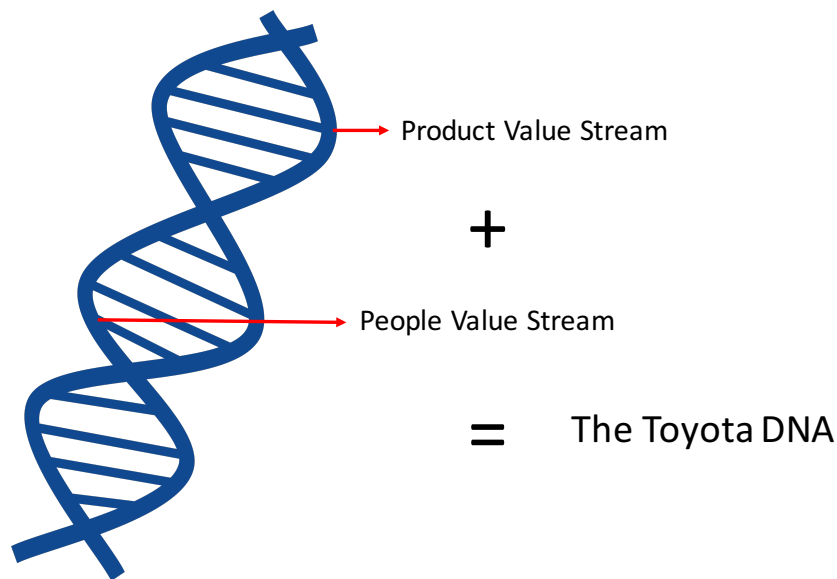 Product Value Stream
+
People Value Stream
= The Toyota DNA